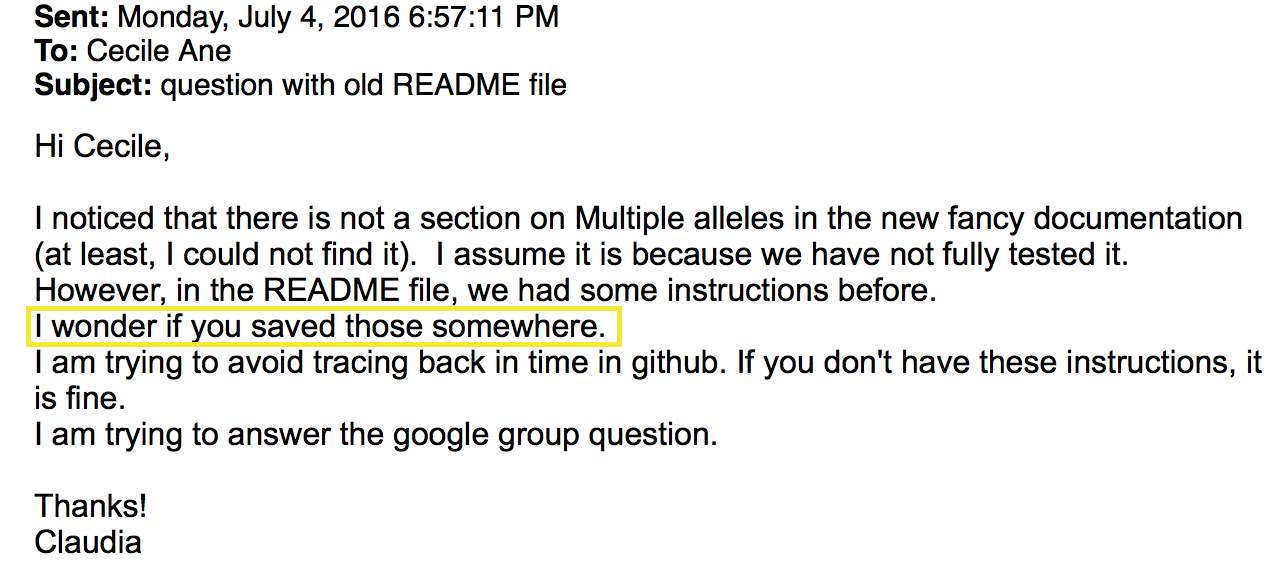 Sent: Monday, July 4, 2016 6:57:11 PM
To: Cecile Ane
Subject: question with old README file
Hi Cecile,
I noticed that there is not a section on Multiple alleles in the new fancy documentation
(at least, I could not find it).  I assume it is because we have not fully tested it.
However, in the README file, we had some instructions before.
I wonder if you saved those somewhere.
I am trying to avoid tracing back in time in github. If you don't have these instructions, it
is fine.
I am trying to answer the google group question.
Thanks!
Claudia